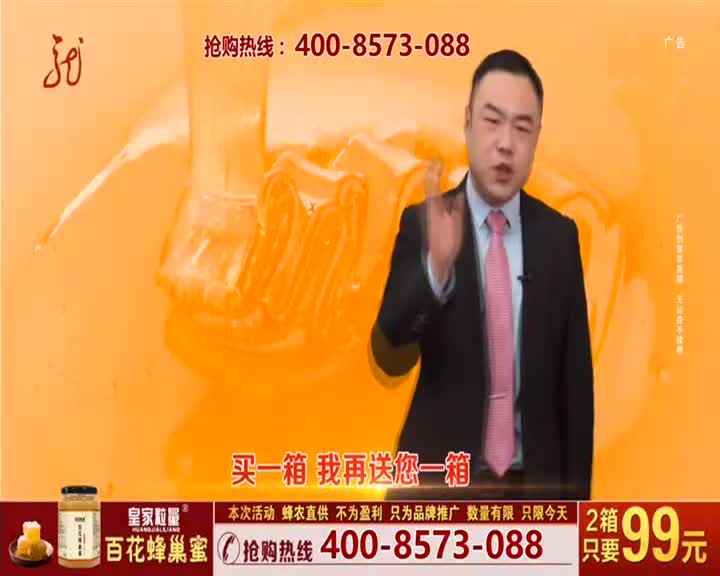 抢购热线：400-8573-088
广告
买一箱 我再送您一箱
皇家粒量®
HUANGJIALILIANG
百花蜂巢蜜
本次活动 蜂农直供 不为盈利 只为品牌推广 数量有限 只限今天
抢购热线 400-8573-088
2箱
只要99元